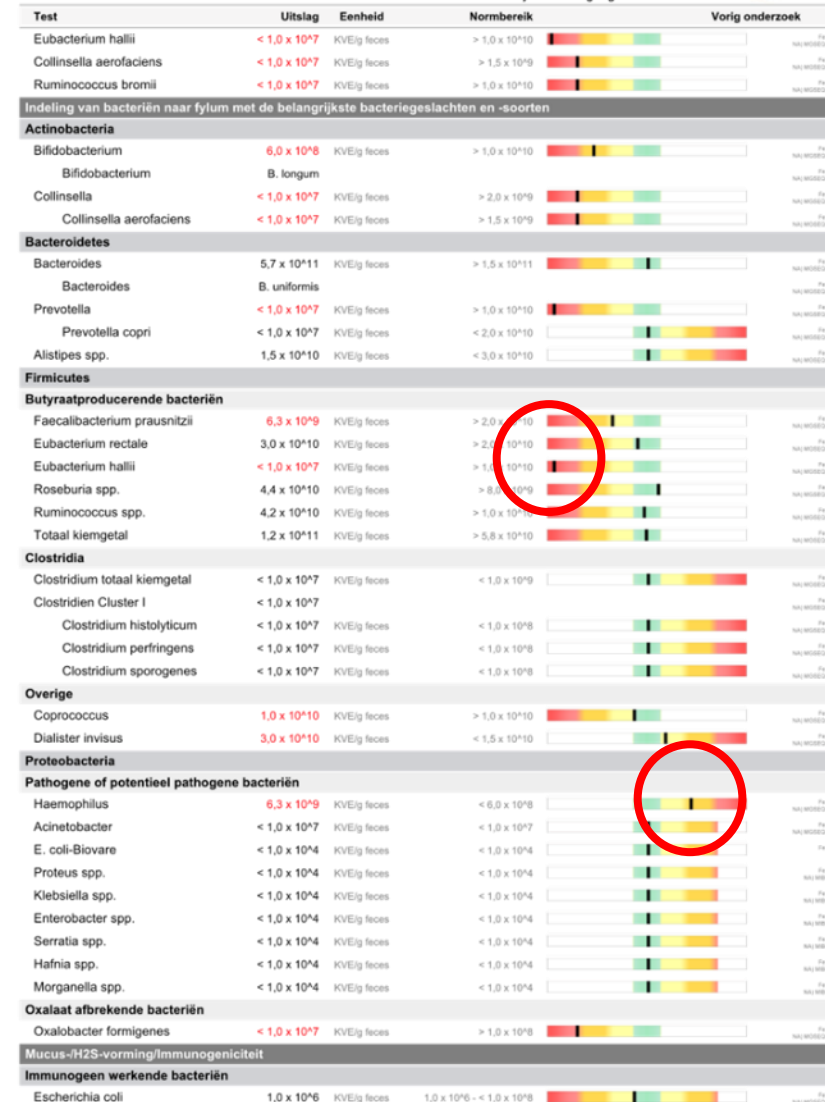 Test Uitslag Eenheid Normbereik Vorig onderzoek
Eubacterium hallii < 1,0 x 10^7 KVE/g feces > 1,0 x 10^10
Collinsella aerofaciens < 1,0 x 10^7 KVE/g feces > 1,5 x 10^9
Ruminococcus bromii < 1,0 x 10^7 KVE/g feces > 1,0 x 10^10
Indeling van bacteriën naar fylum met de belangrijkste bacteriegeslachten en -soorten
Actinobacteria
Bifidobacterium 6,0 x 10^8 KVE/g feces > 1,0 x 10^10
Bifidobacterium B. longum
Collinsella < 1,0 x 10^7 KVE/g feces > 2,0 x 10^9
Collinsella aerofaciens < 1,0 x 10^7 KVE/g feces > 1,5 x 10^9
Bacteroidetes
Bacteroides 5,7 x 10^11 KVE/g feces > 1,5 x 10^11
Bacteroides B. uniformis
Prevotella < 1,0 x 10^7 KVE/g feces > 1,0 x 10^10
Prevotella copri < 1,0 x 10^7 KVE/g feces < 2,0 x 10^10
Alistipes spp. 1,5 x 10^10 KVE/g feces < 3,0 x 10^10
Firmicutes
Butyraatproducerende bacteriën
Faecalibacterium prausnitzii 6,3 x 10^9 KVE/g feces > 2,0 x 10
Eubacterium rectale 3,0 x 10^10 KVE/g feces > 2,0 10^10
Eubacterium hallii < 1,0 x 10^7 KVE/g feces > 1,0 10^10
Roseburia spp. 4,4 x 10^10 KVE/g feces > 8,0 10^9
Ruminococcus spp. 4,2 x 10^10 KVE/g feces > 1,0 x 10^10
Totaal kiemgetal 1,2 x 10^11 KVE/g feces > 5,8 x 10^10
Clostridia
Clostridium totaal kiemgetal < 1,0 x 10^7 KVE/g feces < 1,0 x 10^9
Clostridien Cluster I < 1,0 x 10^7
Clostridium histolyticum < 1,0 x 10^7 KVE/g feces < 1,0 x 10^8
Clostridium perfringens < 1,0 x 10^7 KVE/g feces < 1,0 x 10^8
Clostridium sporogenes < 1,0 x 10^7 KVE/g feces < 1,0 x 10^8
Overige
Coprococcus 1,0 x 10^10 KVE/g feces > 1,0 x 10^10
Dialister invisus 3,0 x 10^10 KVE/g feces < 1,5 x 10^10
Proteobacteria
Pathogene of potentieel pathogene bacteriën
Haemophilus 6,3 x 10^9 KVE/g feces < 6,0 x 10^8
Acinetobacter < 1,0 x 10^7 KVE/g feces < 1,0 x 10^7
E. coli-Biovare < 1,0 x 10^4 KVE/g feces < 1,0 x 10^4
Proteus spp. < 1,0 x 10^4 KVE/g feces < 1,0 x 10^4
Klebsiella spp. < 1,0 x 10^4 KVE/g feces < 1,0 x 10^4
Enterobacter spp. < 1,0 x 10^4 KVE/g feces < 1,0 x 10^4
Serratia spp. < 1,0 x 10^4 KVE/g feces < 1,0 x 10^4
Hafnia spp. < 1,0 x 10^4 KVE/g feces < 1,0 x 10^4
Morganella spp. < 1,0 x 10^4 KVE/g feces < 1,0 x 10^4
Oxalaat afbrekende bacteriën
Oxalobacter formigenes < 1,0 x 10^7 KVE/g feces > 1,0 x 10^8
Mucus-/H2S-vorming/Immunogeniciteit
Immunogeen werkende bacteriën
Escherichia coli 1,0 x 10^6 KVE/g feces 1,0 x 10^6 - < 1,0 x 10^8